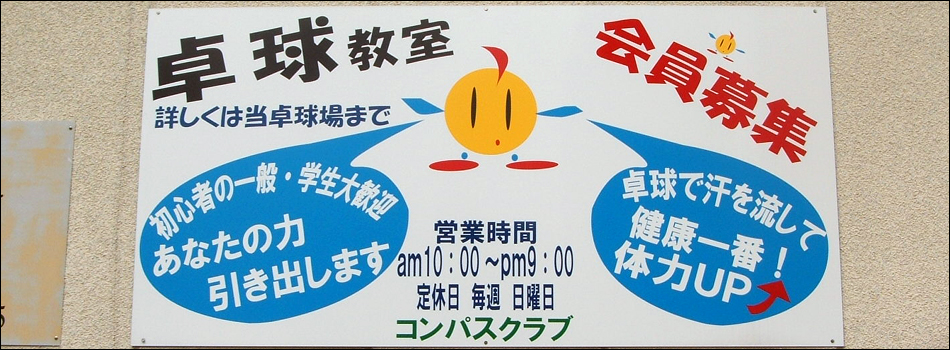 卓球教室
会員募集
詳しくは当卓球場まで
初心者の一般・学生大歓迎
あなたの力
引き出します
卓球で汗を流して
健康一番!
体力UP
営業時間
am10:00~pm9:00
定休日 毎週 日曜日
コンパスクラブ